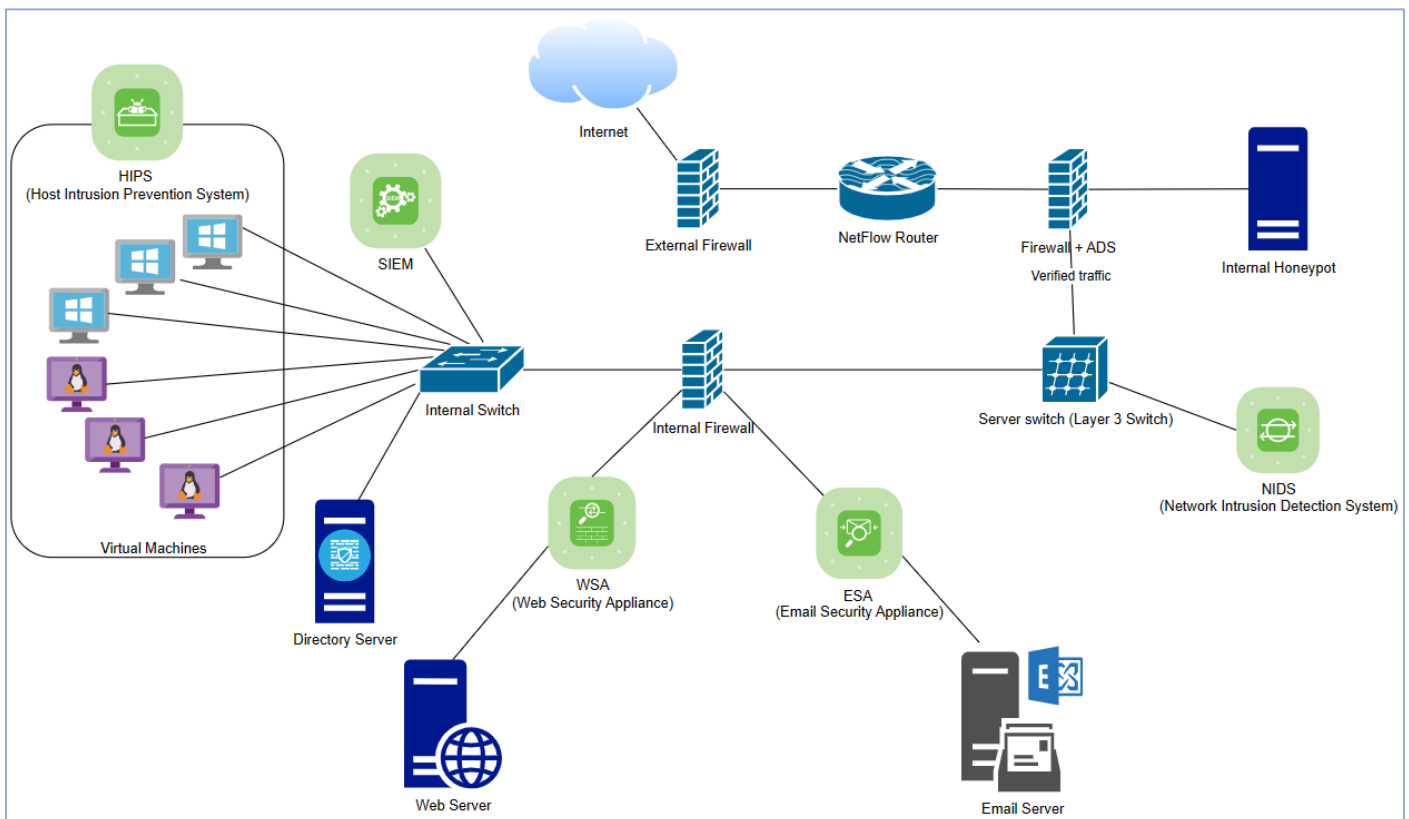 Internet
HIPS
(Host Intrusion Prevention System)
SIEM
External Firewall
NetFlow Router
Firewall + ADS
Verified traffic
Internal Honeypot
Internal Switch
Internal Firewall
Server switch (Layer 3 Switch)
NIDS
(Network Intrusion Detection System)
Virtual Machines
WSA
(Web Security Appliance)
ESA
(Email Security Appliance)
Directory Server
E
Web Server
Email Server